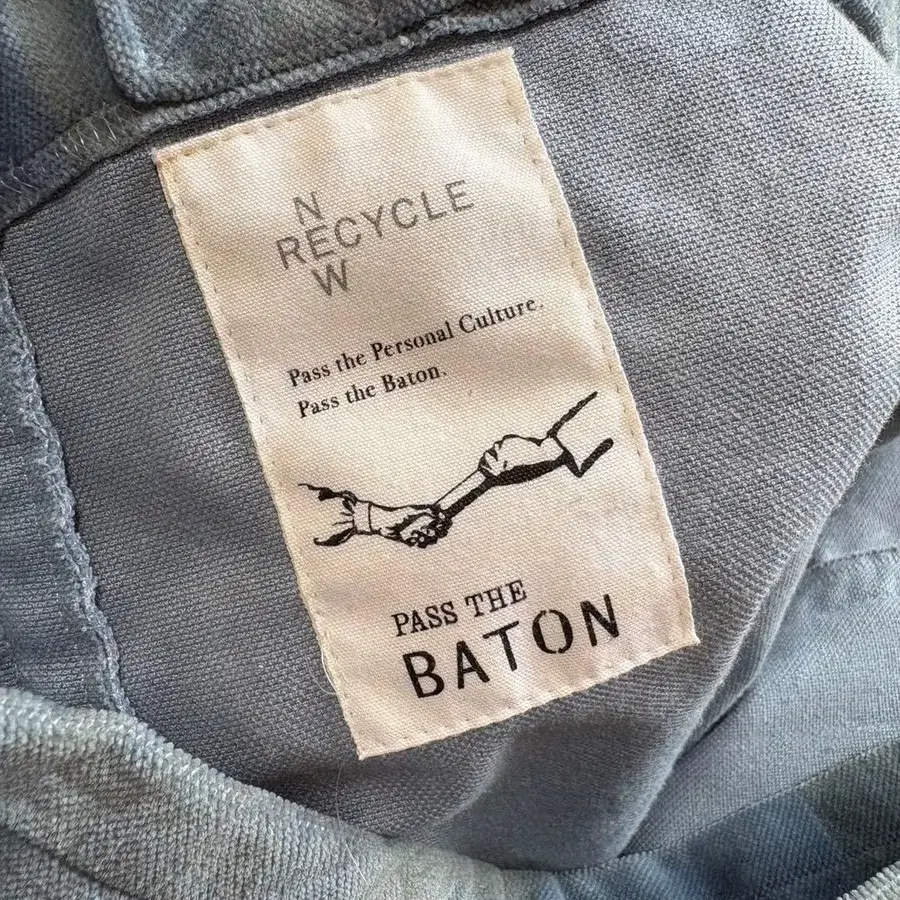 N
RECYCLE
W
Pass the Personal Culture.
Pass the Baton.
PASS THE
BATON